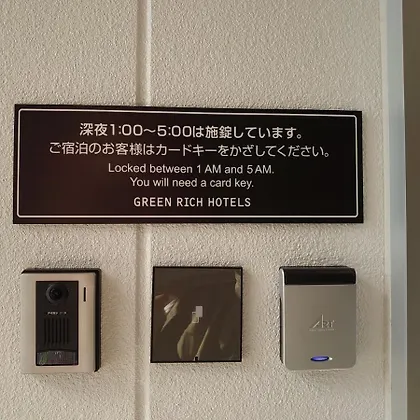 深夜1:00～5:00は施錠しています。
ご宿泊のお客様はカードキーをかざしてください。
Locked between 1 AM and 5 AM.
You will need a card key.
GREEN RICH HOTELS
ART